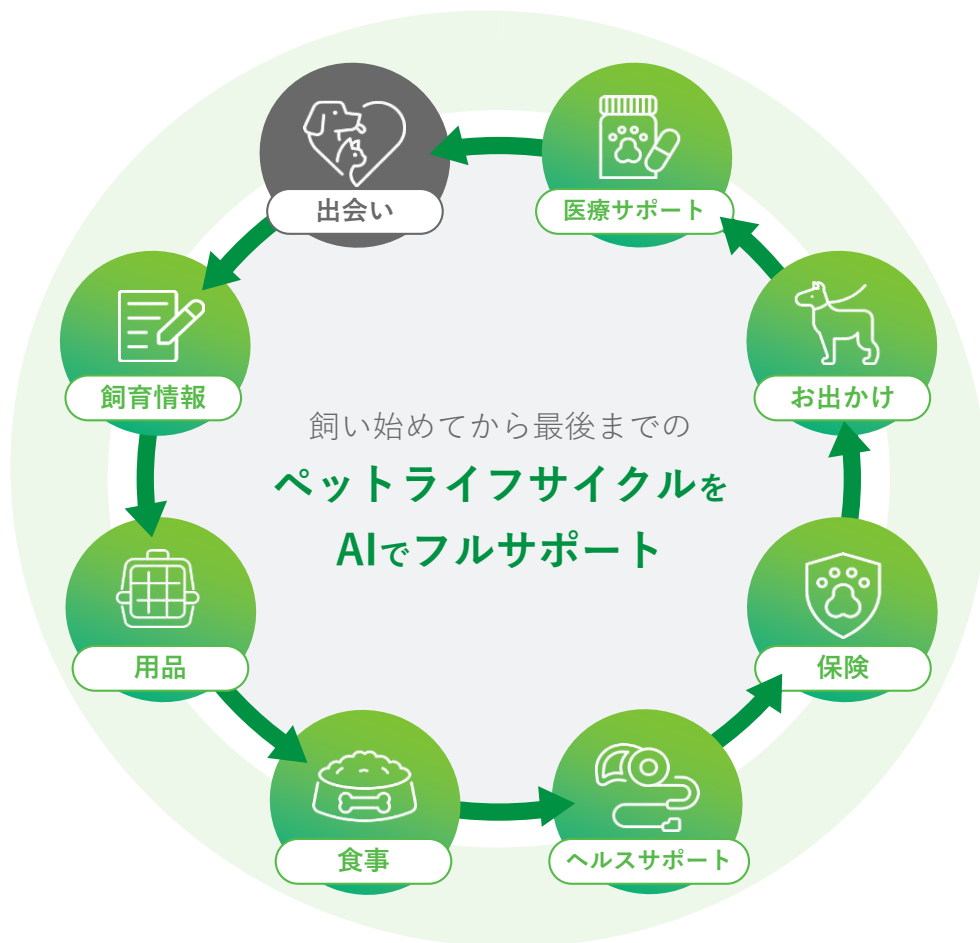 出会い
医療サポート
飼育情報
お出かけ
飼い始めてから最後までの
ペットライフサイクルを
AIでフルサポート
用品
保険
食事
ヘルスサポート